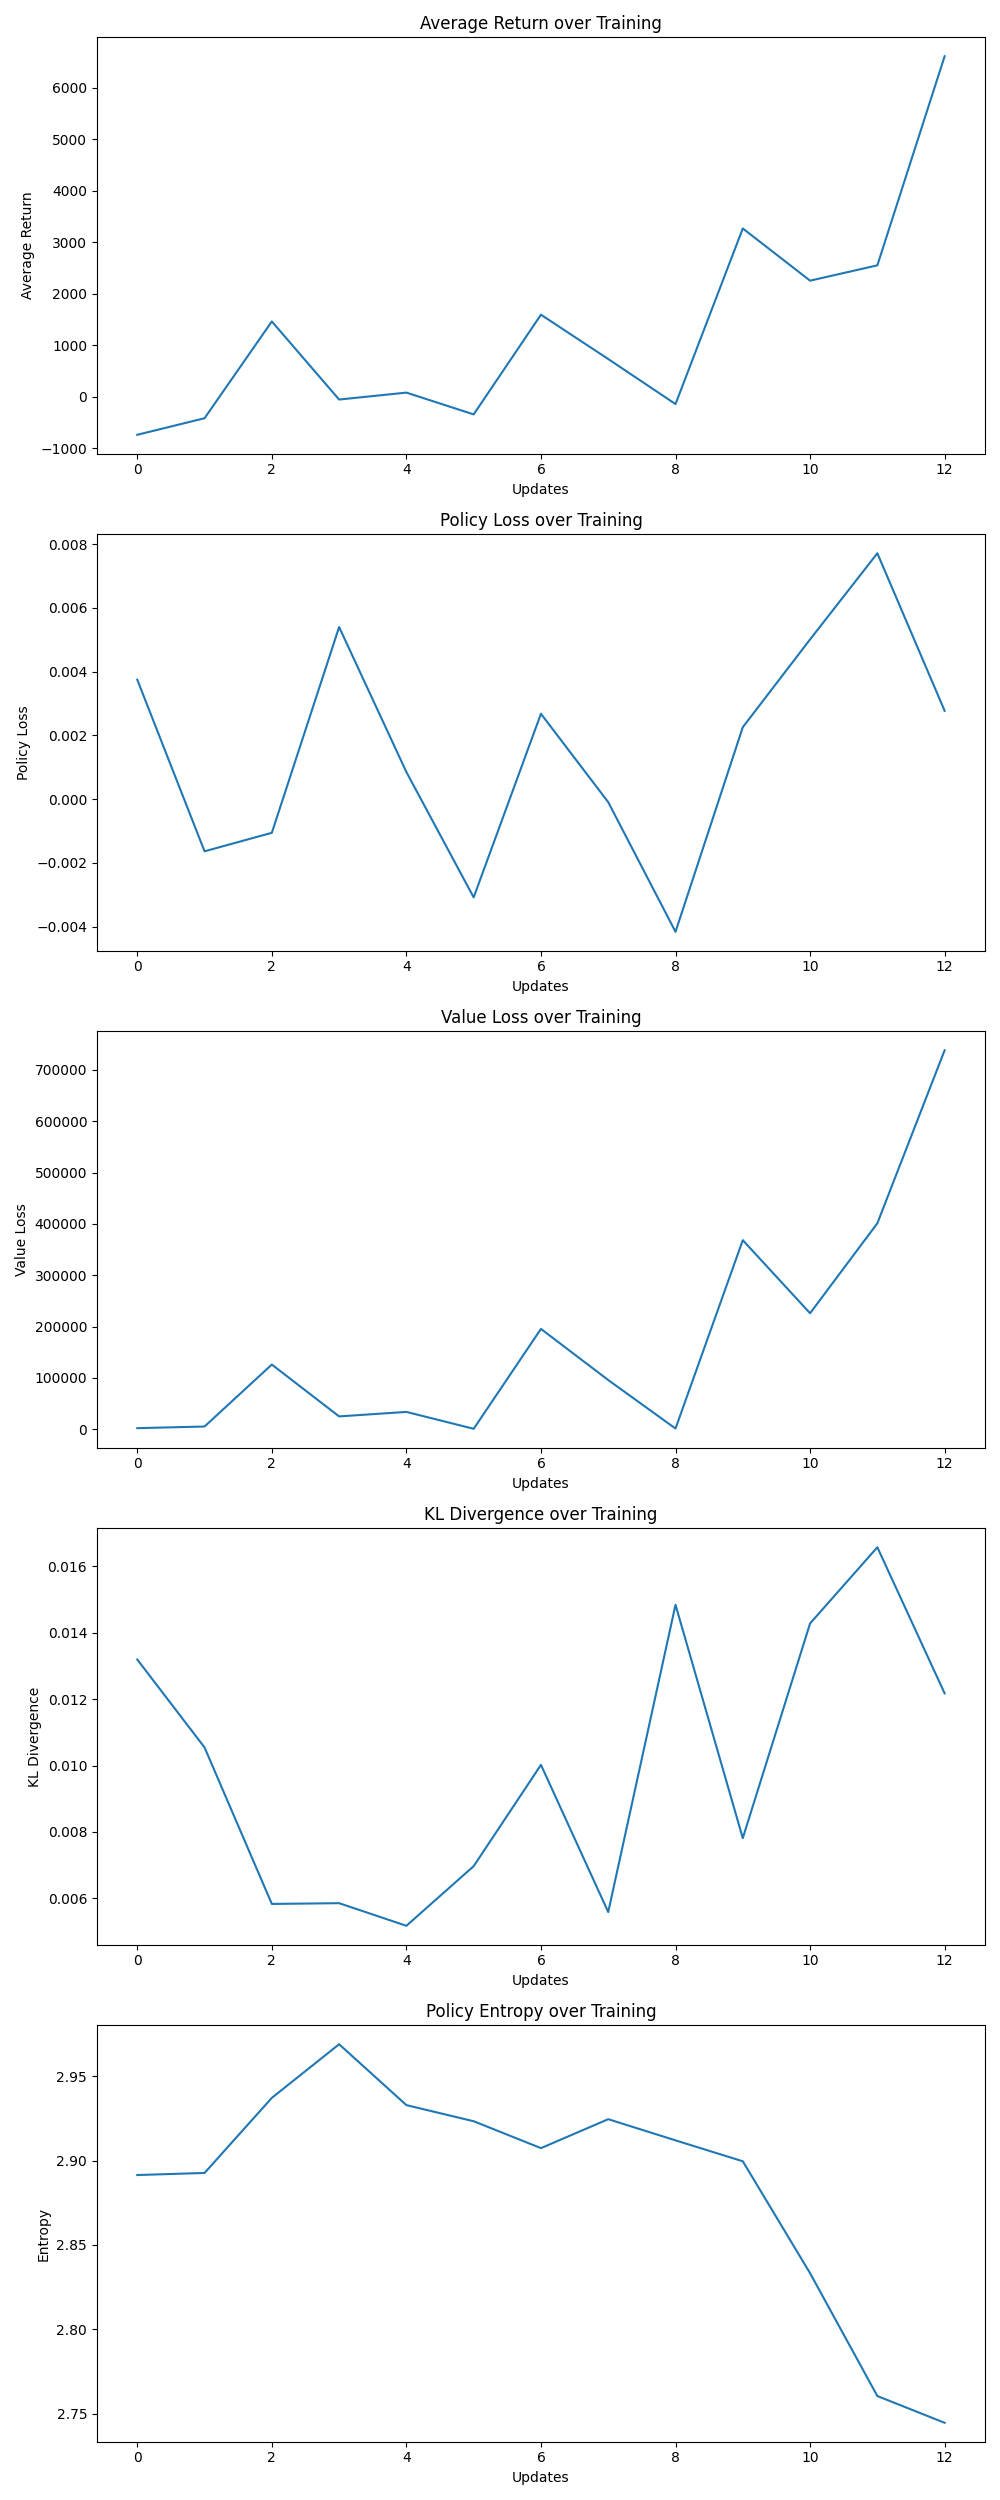 Average Return over Training
6000
5000
4000
3000
2000
1000
0
−1000
Average Return
0 2 4 6 8 10 12
Updates
Policy Loss over Training
0.008
0.006
0.004
0.002
0.000
−0.002
−0.004
Policy Loss
0 2 4 6 8 10 12
Updates
Value Loss over Training
700000
600000
500000
400000
300000
200000
100000
0
Value Loss
0 2 4 6 8 10 12
Updates
KL Divergence over Training
0.016
0.014
0.012
0.010
0.008
0.006
KL Divergence
0 2 4 6 8 10 12
Updates
Policy Entropy over Training
2.95
2.90
2.85
2.80
2.75
Entropy
0 2 4 6 8 10 12
Updates